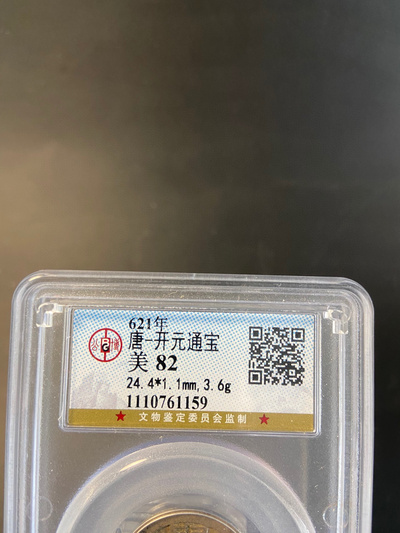 621年
唐-开元通宝
美 82
24.4*1.1mm,3.6g
1110761159
★ 文物鉴定委员会监制 ★